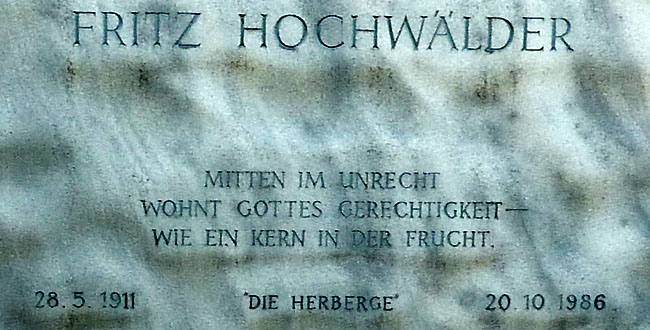 FRITZ HOCHWÄLDER
MITTEN IM UNRECHT
WOHNT GOTTES GERECHTIGKEIT—
WIE EIN KERN IN DER FRUCHT.
28.5.1911 "DIE HERBERGE" 20.10.1986.